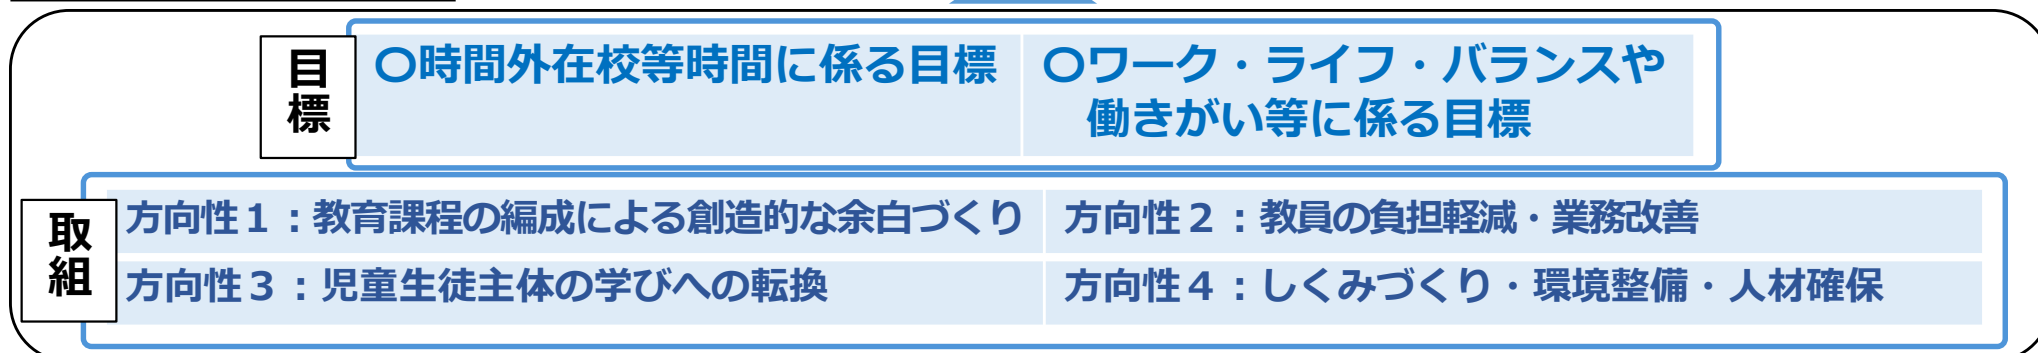 目標
〇時間外在校等時間に係る目標
〇ワーク・ライフ・バランスや
働きがい等に係る目標
取組
方向性１：教育課程の編成による創造的な余白づくり
方向性２：教員の負担軽減・業務改善
方向性３：児童生徒主体の学びへの転換
方向性４：しくみづくり・環境整備・人材確保